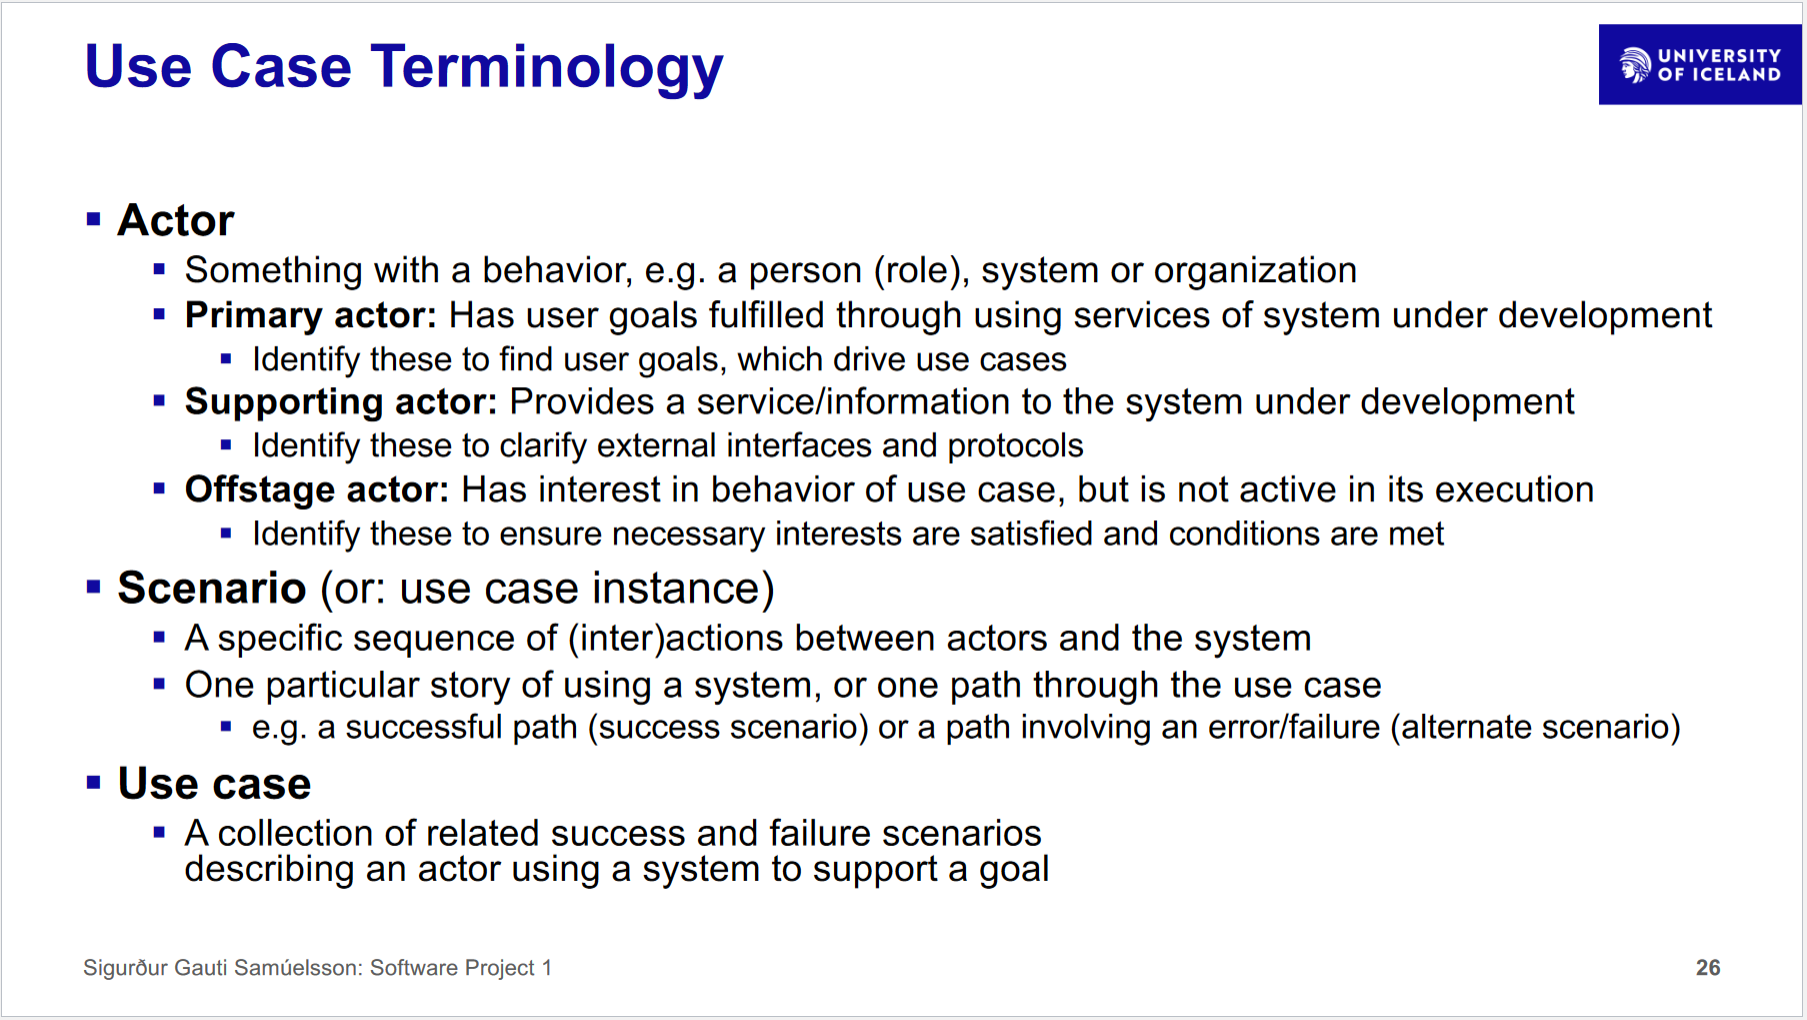 Use Case Terminology
UNIVERSITY
OF ICELAND
Actor
Something with a behavior, e.g. a person (role), system or organization
Primary actor: Has user goals fulfilled through using services of system under development
Identify these to find user goals, which drive use cases
Supporting actor: Provides a service/information to the system under development
Identify these to clarify external interfaces and protocols
Offstage actor: Has interest in behavior of use case, but is not active in its execution
Identify these to ensure necessary interests are satisfied and conditions are met
Scenario (or: use case instance)
A specific sequence of (inter)actions between actors and the system
One particular story of using a system, or one path through the use case
e.g. a successful path (success scenario) or a path involving an error/failure (alternate scenario)
Use case
A collection of related success and failure scenarios
describing an actor using a system to support a goal
Sigurður Gauti Samúelsson: Software Project 1
26